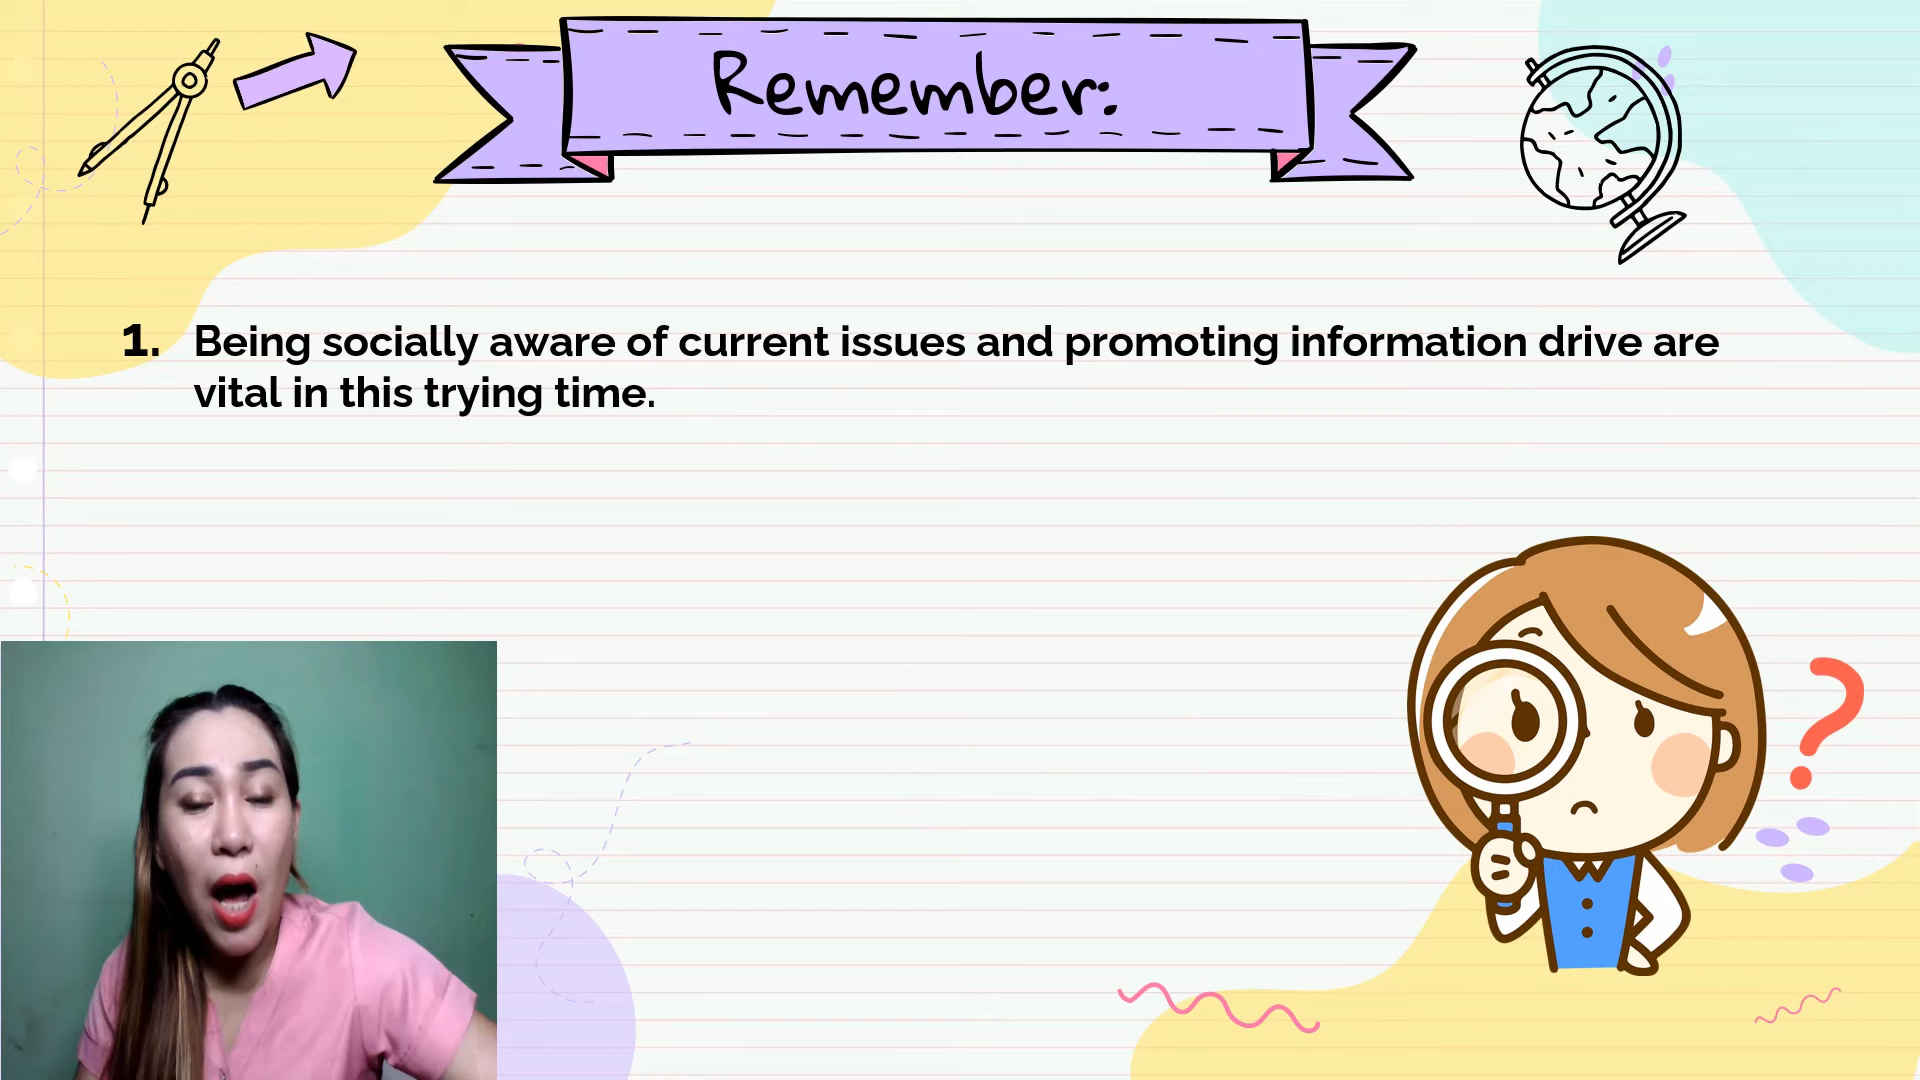 Remember:
1. Being socially aware of current issues and promoting information drive are
vital in this trying time.
?